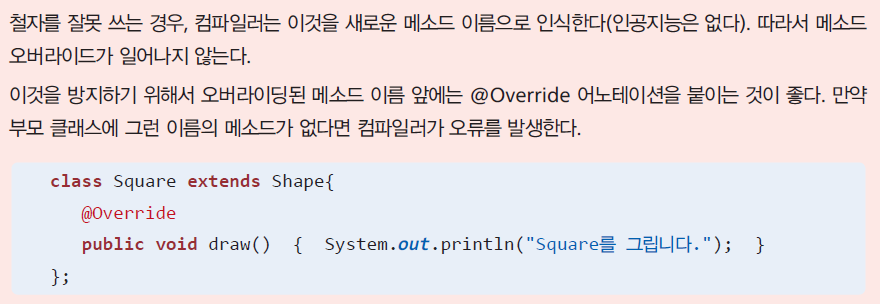 철자를 잘못 쓰는 경우, 컴파일러는 이것을 새로운 메소드 이름으로 인식한다(인공지능은 없다). 따라서 메소드
오버라이드가 일어나지 않는다.
이것을 방지하기 위해서 오버라이딩된 메소드 이름 앞에는 @Override 어노테이션을 붙이는 것이 좋다. 만약
부모 클래스에 그런 이름의 메소드가 없다면 컴파일러가 오류를 발생한다.
class Square extends Shape{
@Override
public void draw() { System.out.println("Square를 그립니다."); }
};